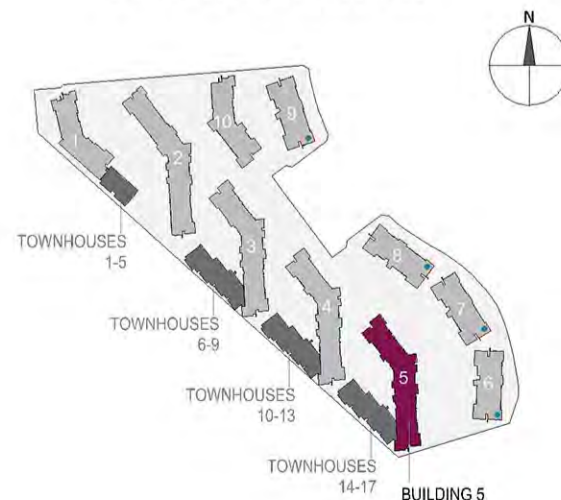 N
9
10
1
2
TOWNHOUSES
1-5
3
8
TOWNHOUSES
6-9
4
7
TOWNHOUSES
10-13
5
6
TOWNHOUSES
14-17
BUILDING 5